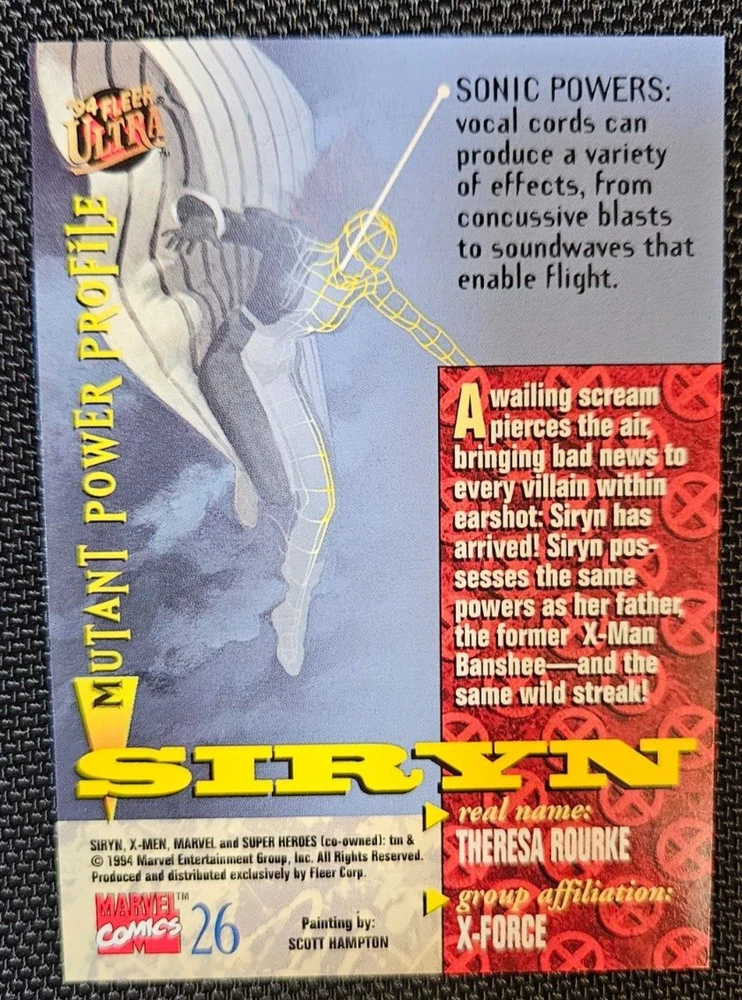 '94 FLEER
ULTRA™
MUTANT POWER PROFILE
SONIC POWERS:
vocal cords can
produce a variety
of effects, from
concussive blasts
to soundwaves that
enable flight.
A wailing scream
pierces the air,
bringing bad news to
every villain within
earshot: Siryn has
arrived! Siryn pos-
sesses the same
powers as her father,
the former X-Man
Banshee—and the
same wild streak!
SIRYN
real name:
THERESA ROURKE
group affiliation:
X-FORCE
SIRYN, X-MEN, MARVEL and SUPER HEROES (co-owned): tm &
© 1994 Marvel Entertainment Group, Inc. All Rights Reserved.
Produced and distributed exclusively by Fleer Corp.
MARVEL™
COMICS
M
26
Painting by:
SCOTT HAMPTON